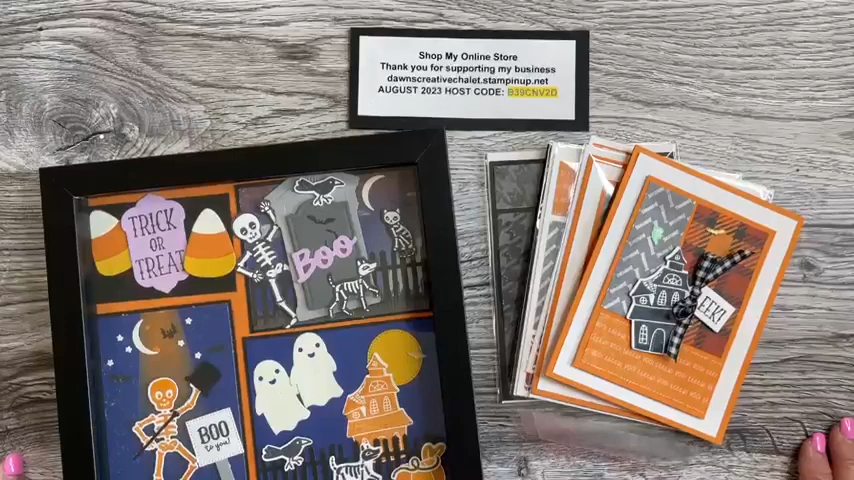 Shop My Online Store
Thank you for supporting my business
dawnscreativechalet.stampinup.net
AUGUST 2023 HOST CODE: B39CNV2D
TRICK
OR
TREAT
Boo
BOO
to you!
EEK!